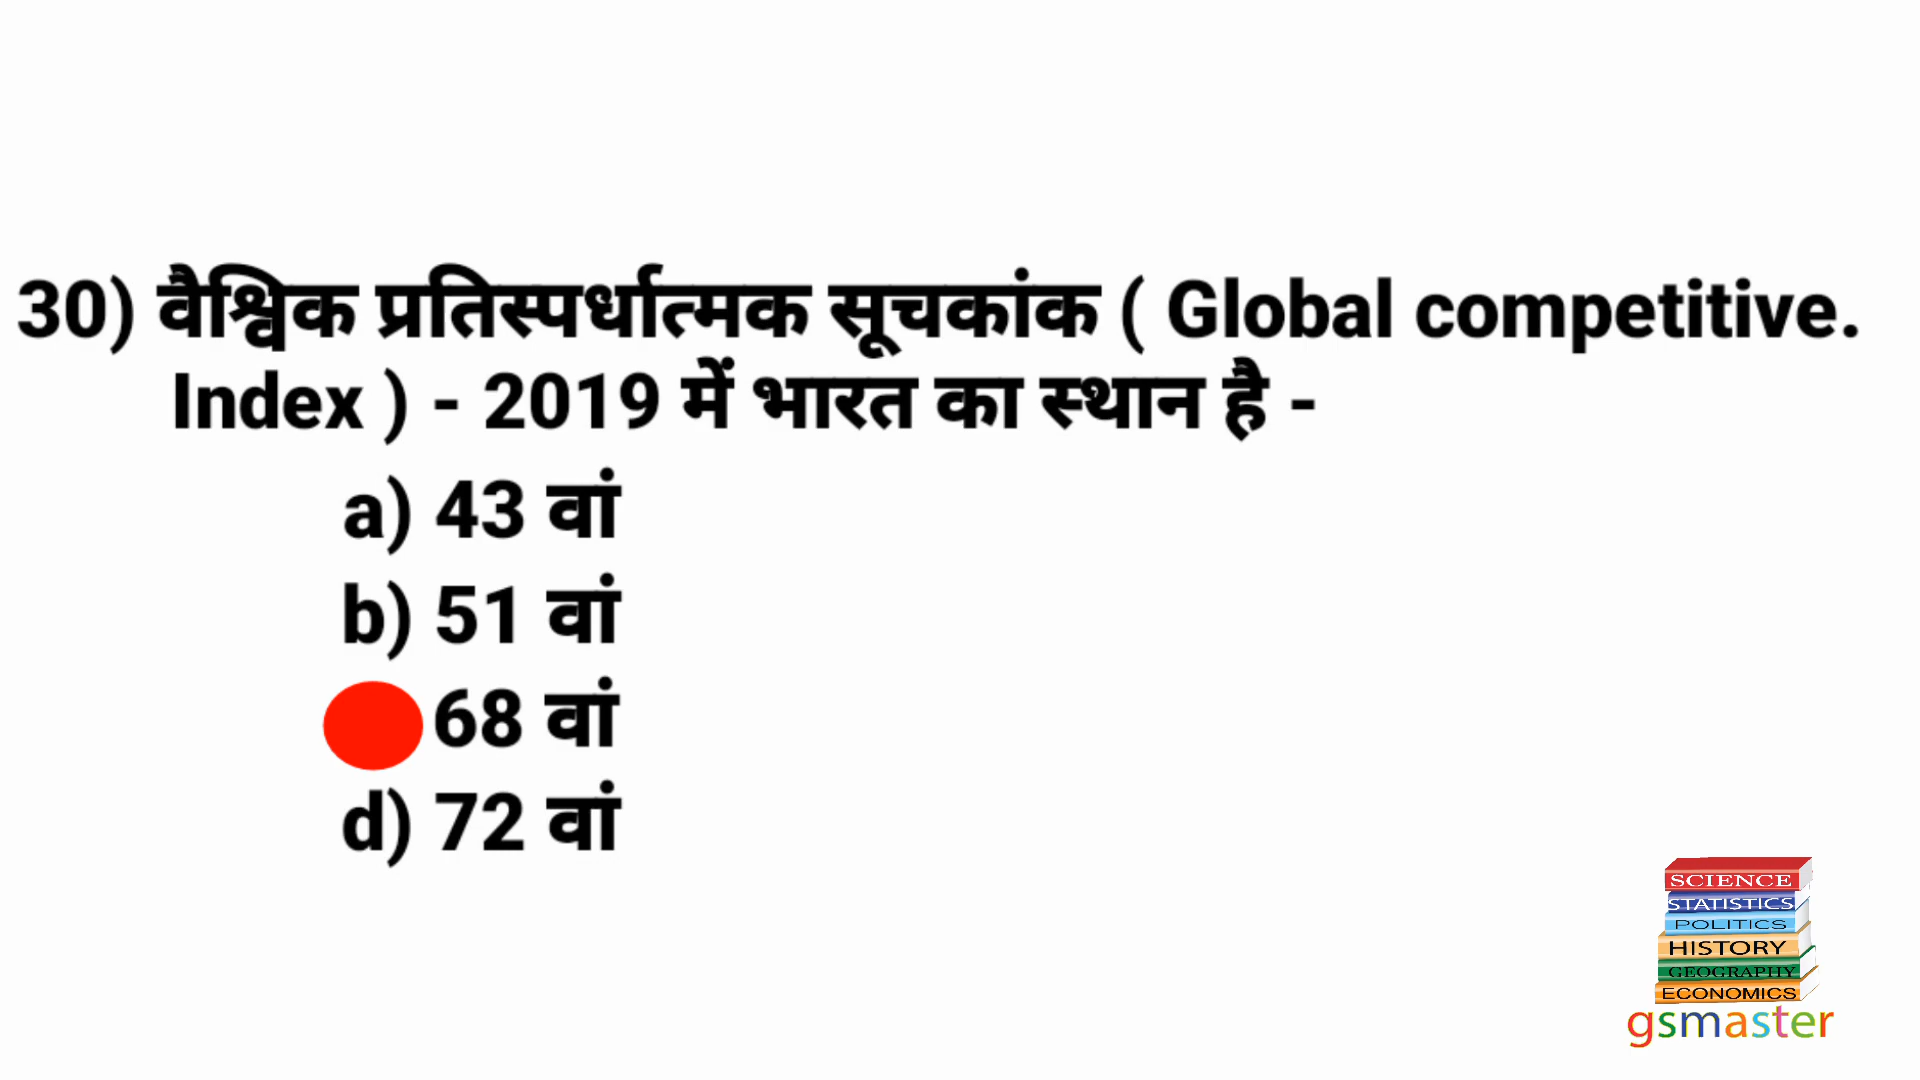 30) वैश्विक प्रतिस्पर्धात्मक सूचकांक ( Global competitive.
Index ) - 2019 में भारत का स्थान है -
a) 43 वां
b) 51 वां
68 वां
d) 72 वां
SCIENCE
STATISTICS
POLITICS
HISTORY
GEOGRAPHY
ECONOMICS
gsmaster